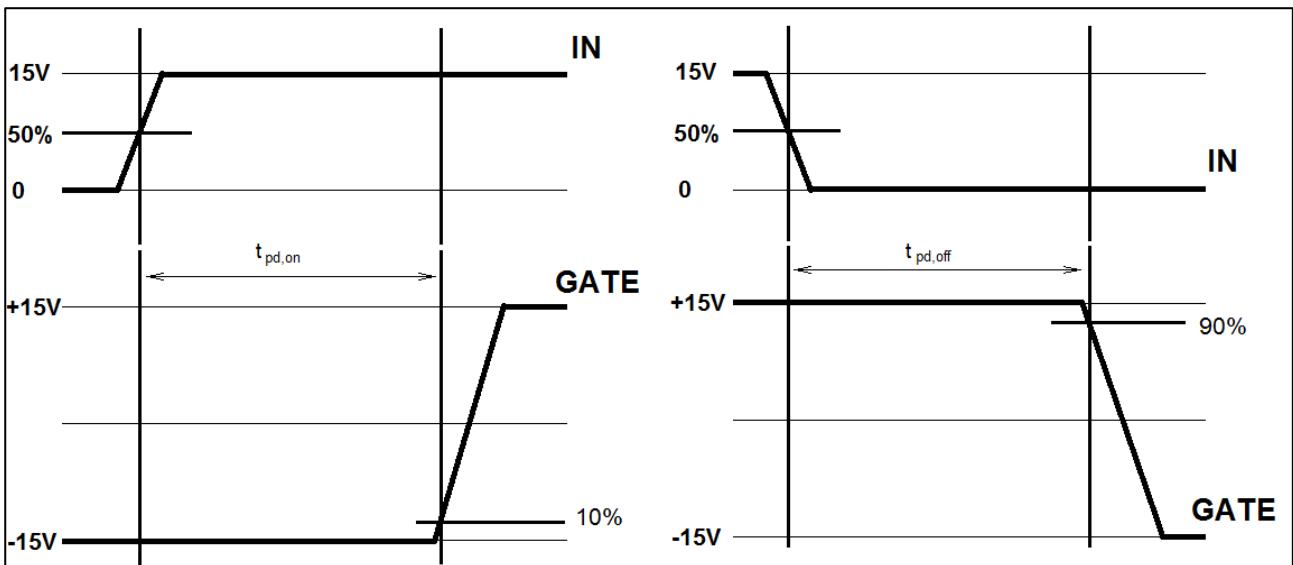 IN
15V
50%
0
t pd,on
GATE
+15V
10%
-15V
15V
50%
IN
0
t pd,off
+15V
90%
GATE
-15V